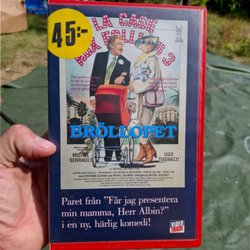 45:-
LA CAGE
AUX FOLLES 3
BRÖLLOPET
MICHEL
SERRAULT
UGO
TOGNAZZI
Paret från "Får jag presentera
min mamma, Herr Albin?"
i en ny, härlig komedi!
VIDEO